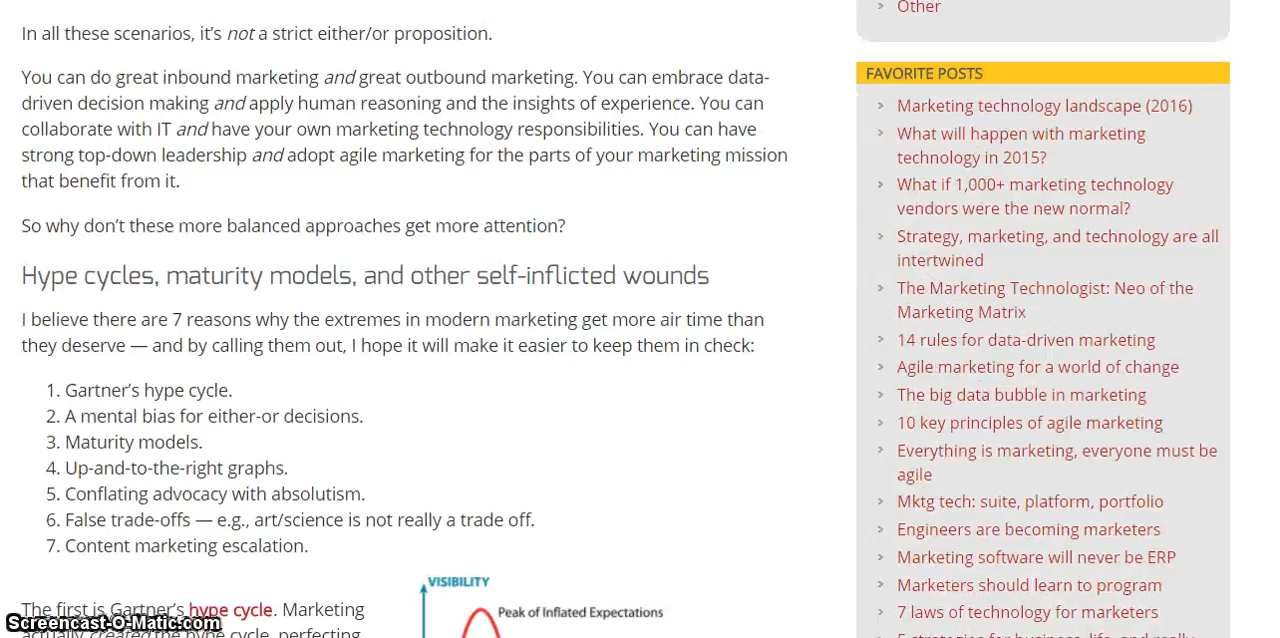 In all these scenarios, it's not a strict either/or proposition.
You can do great inbound marketing and great outbound marketing. You can embrace data-
driven decision making and apply human reasoning and the insights of experience. You can
collaborate with IT and have your own marketing technology responsibilities. You can have
strong top-down leadership and adopt agile marketing for the parts of your marketing mission
that benefit from it.
So why don't these more balanced approaches get more attention?
Hype cycles, maturity models, and other self-inflicted wounds
I believe there are 7 reasons why the extremes in modern marketing get more air time than
they deserve — and by calling them out, I hope it will make it easier to keep them in check:
1. Gartner's hype cycle.
2. A mental bias for either-or decisions.
3. Maturity models.
4. Up-and-to-the-right graphs.
5. Conflating advocacy with absolutism.
6. False trade-offs — e.g., art/science is not really a trade off.
7. Content marketing escalation.
The first is Gartner's hype cycle. Marketing
actually created the hype cycle, perfecting
VISIBILITY
Peak of Inflated Expectations
Screencast-O-Matic.com
Other
FAVORITE POSTS
Marketing technology landscape (2016)
What will happen with marketing
technology in 2015?
What if 1,000+ marketing technology
vendors were the new normal?
Strategy, marketing, and technology are all
intertwined
The Marketing Technologist: Neo of the
Marketing Matrix
14 rules for data-driven marketing
Agile marketing for a world of change
The big data bubble in marketing
10 key principles of agile marketing
Everything is marketing, everyone must be
agile
Mktg tech: suite, platform, portfolio
Engineers are becoming marketers
Marketing software will never be ERP
Marketers should learn to program
7 laws of technology for marketers
5 strategies for business, life, and really